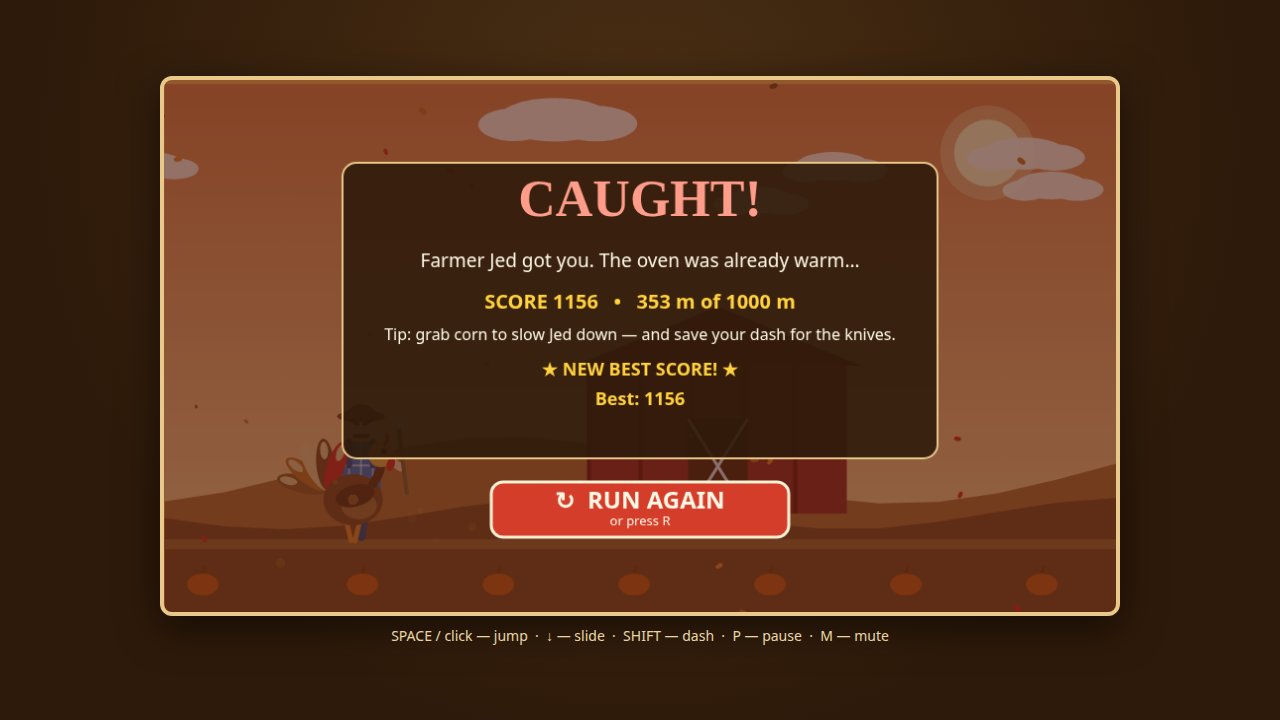 CAUGHT!
Farmer Jed got you. The oven was already warm...
SCORE 1156 • 353 m of 1000 m
Tip: grab corn to slow Jed down — and save your dash for the knives.
★ NEW BEST SCORE! ★
Best: 1156
↻ RUN AGAIN
or press R
SPACE / click — jump · ↓ — slide · SHIFT — dash · P — pause · M — mute